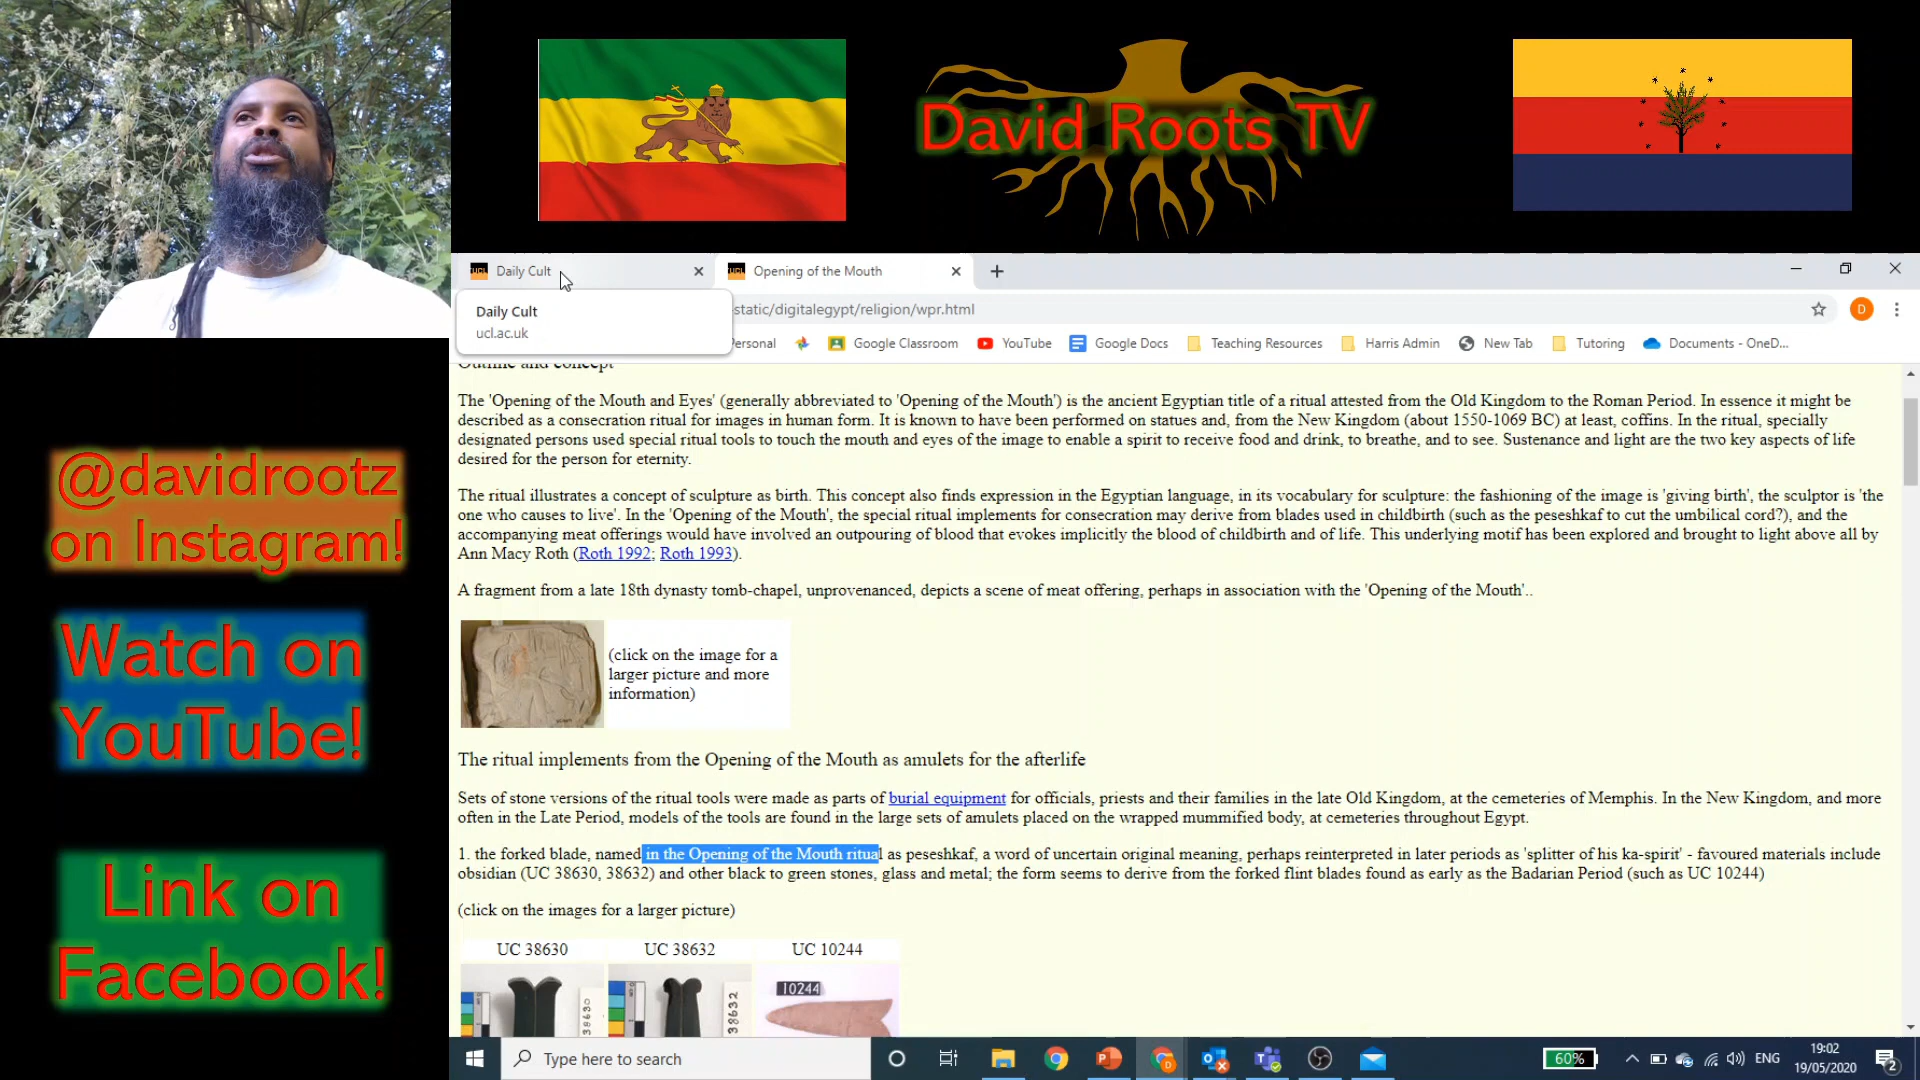 David Roots TV
@davidrootz
on Instagram!
Watch on
YouTube!
Link on
Facebook!
UCL Daily Cult
UCL Opening of the Mouth
Daily Cult
ucl.ac.uk
static/digitalegypt/religion/wpr.html
D
Personal
Google Classroom
YouTube
Google Docs
Teaching Resources
Harris Admin
New Tab
Tutoring
Documents - OneD...
Outline and concept
The 'Opening of the Mouth and Eyes' (generally abbreviated to 'Opening of the Mouth') is the ancient Egyptian title of a ritual attested from the Old Kingdom to the Roman Period. In essence it might be
described as a consecration ritual for images in human form. It is known to have been performed on statues and, from the New Kingdom (about 1550-1069 BC) at least, coffins. In the ritual, specially
designated persons used special ritual tools to touch the mouth and eyes of the image to enable a spirit to receive food and drink, to breathe, and to see. Sustenance and light are the two key aspects of life
desired for the person for eternity.
The ritual illustrates a concept of sculpture as birth. This concept also finds expression in the Egyptian language, in its vocabulary for sculpture: the fashioning of the image is 'giving birth', the sculptor is 'the
one who causes to live'. In the 'Opening of the Mouth', the special ritual implements for consecration may derive from blades used in childbirth (such as the peseshkaf to cut the umbilical cord?), and the
accompanying meat offerings would have involved an outpouring of blood that evokes implicitly the blood of childbirth and of life. This underlying motif has been explored and brought to light above all by
Ann Macy Roth (Roth 1992; Roth 1993).
A fragment from a late 18th dynasty tomb-chapel, unprovenanced, depicts a scene of meat offering, perhaps in association with the 'Opening of the Mouth'..
(click on the image for a
larger picture and more
information)
The ritual implements from the Opening of the Mouth as amulets for the afterlife
Sets of stone versions of the ritual tools were made as parts of burial equipment for officials, priests and their families in the late Old Kingdom, at the cemeteries of Memphis. In the New Kingdom, and more
often in the Late Period, models of the tools are found in the large sets of amulets placed on the wrapped mummified body, at cemeteries throughout Egypt.
1. the forked blade, named in the Opening of the Mouth ritual as peseshkaf, a word of uncertain original meaning, perhaps reinterpreted in later periods as 'splitter of his ka-spirit' - favoured materials include
obsidian (UC 38630, 38632) and other black to green stones, glass and metal; the form seems to derive from the forked flint blades found as early as the Badarian Period (such as UC 10244)
(click on the images for a larger picture)
UC 38630
UC 38632
UC 10244
38630
38632
10244
Type here to search
60%
ENG
19:02
19/05/2020
2